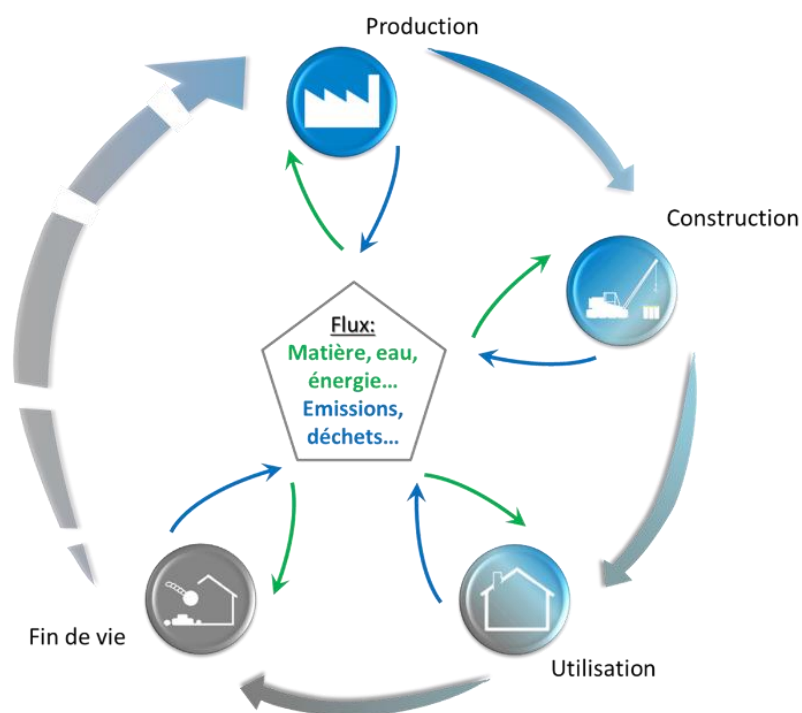 Production
Construction
Flux:
Matière, eau,
énergie...
Emissions,
déchets...
Fin de vie
Utilisation